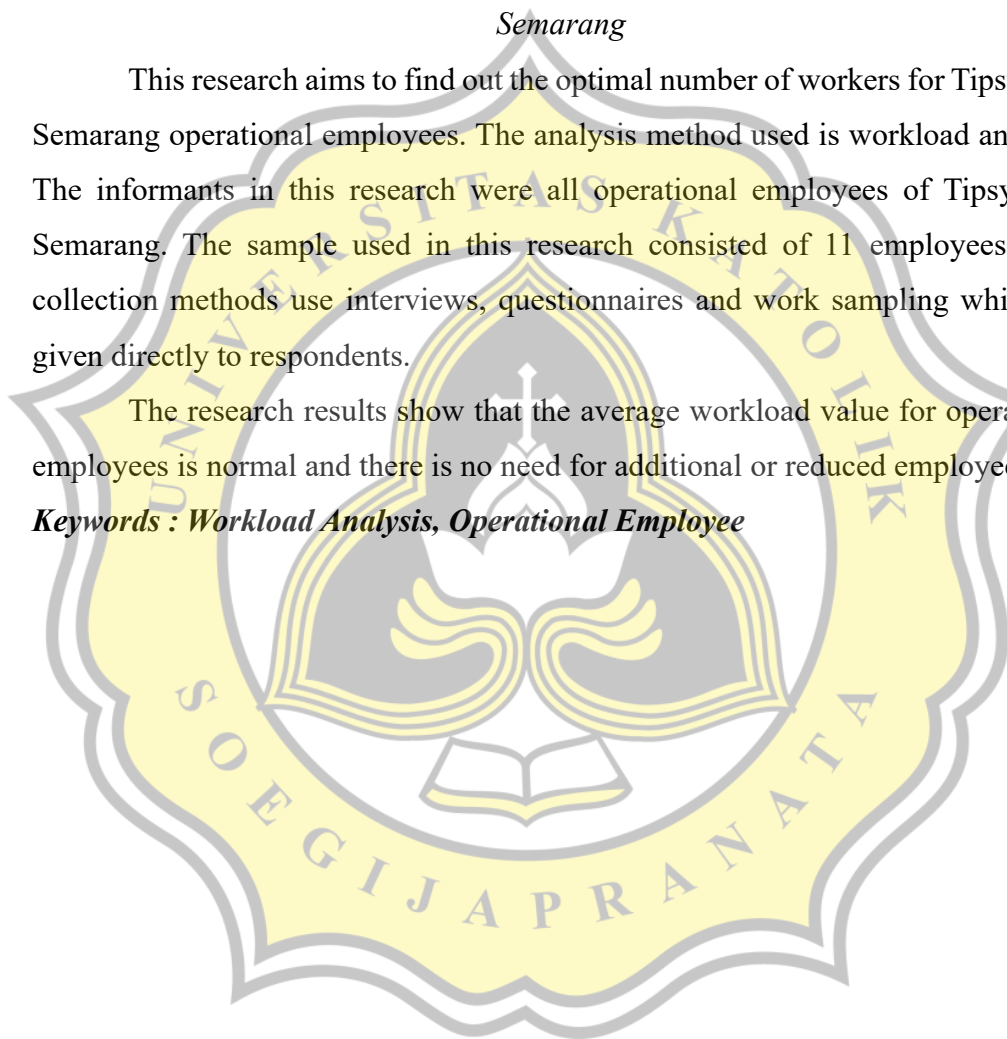 Semarang
This research aims to find out the optimal number of workers for Tips
Semarang operational employees. The analysis method used is workload an
The informants in this research were all operational employees of Tipsy
Semarang. The sample used in this research consisted of 11 employees
collection methods use interviews, questionnaires and work sampling whi
given directly to respondents.
The research results show that the average workload value for opera
employees is normal and there is no need for additional or reduced employee
Keywords : Workload Analysis, Operational Employee
UNIVERSITAS KATOLIK
SOEGIJAPRANATA